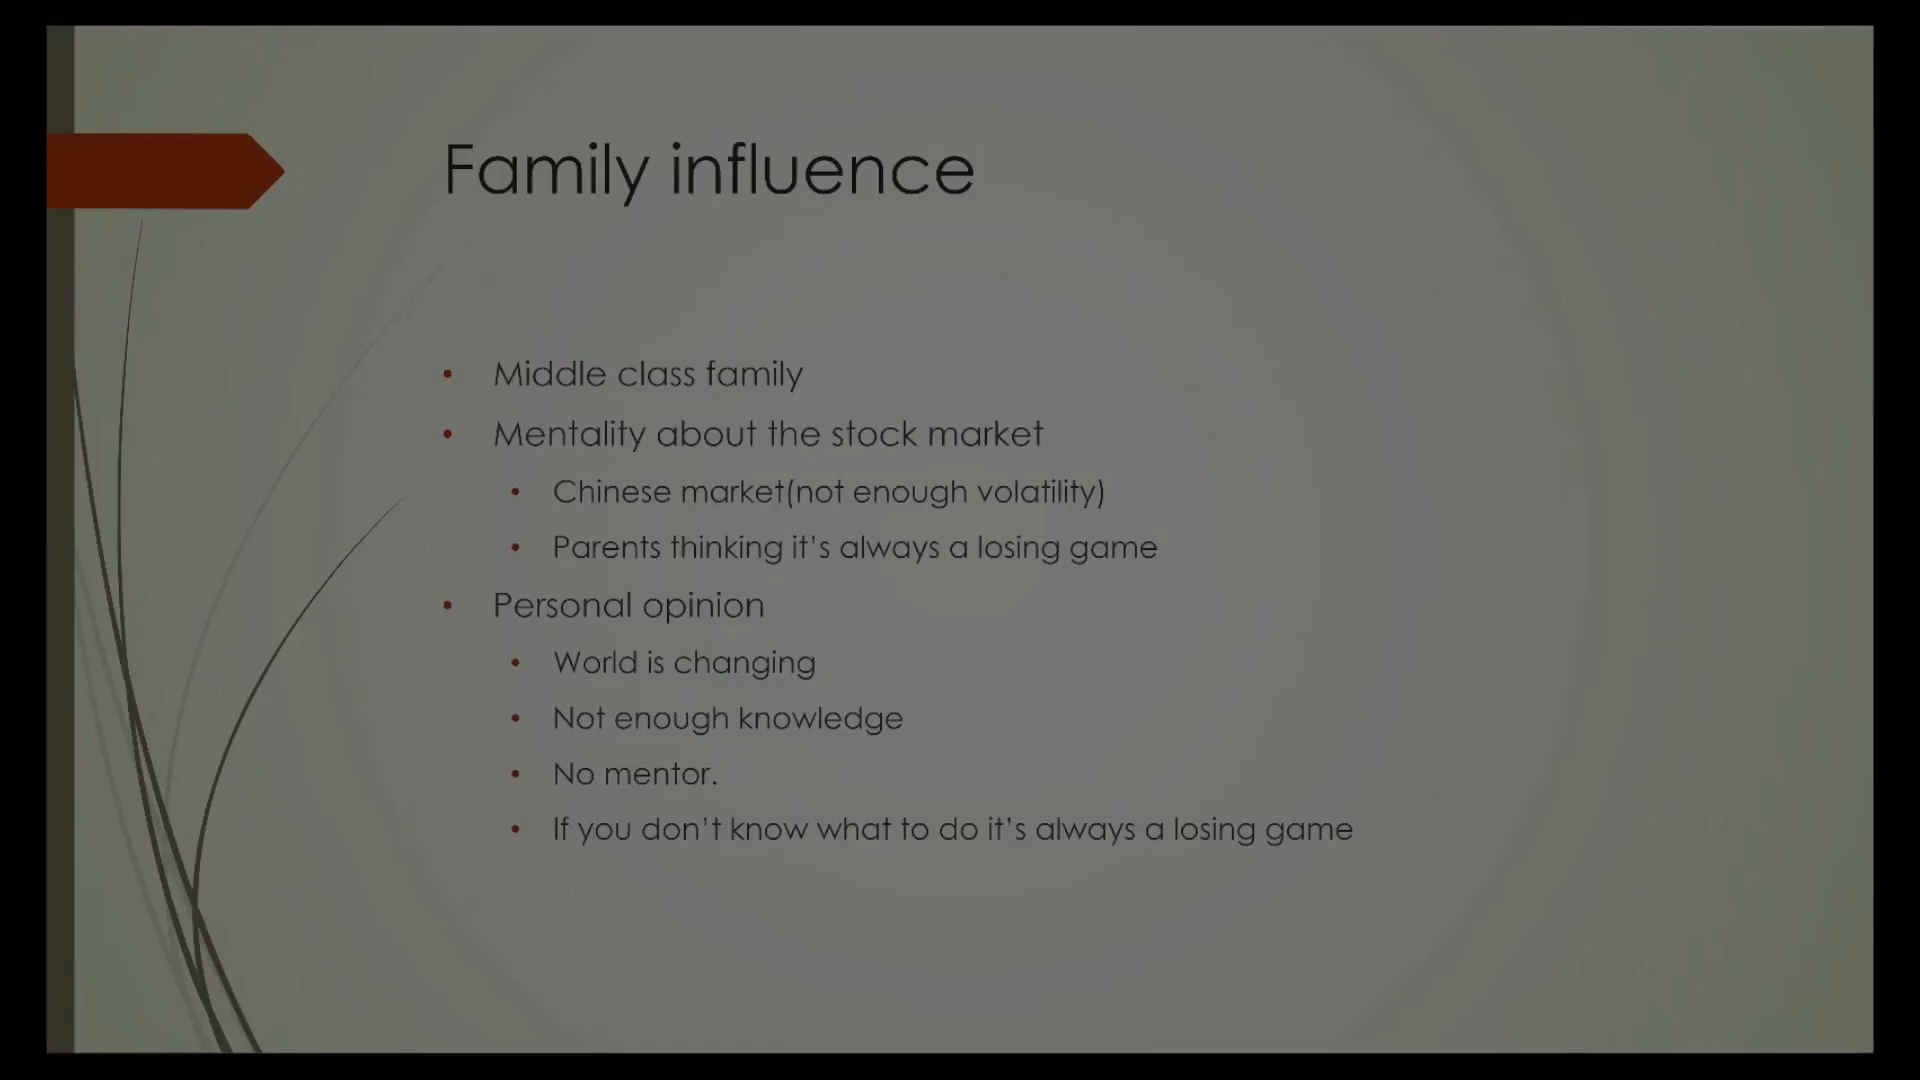 Family influence
• Middle class family
• Mentality about the stock market
• Chinese market(not enough volatility)
• Parents thinking it's always a losing game
• Personal opinion
• World is changing
• Not enough knowledge
• No mentor.
• If you don't know what to do it's always a losing game